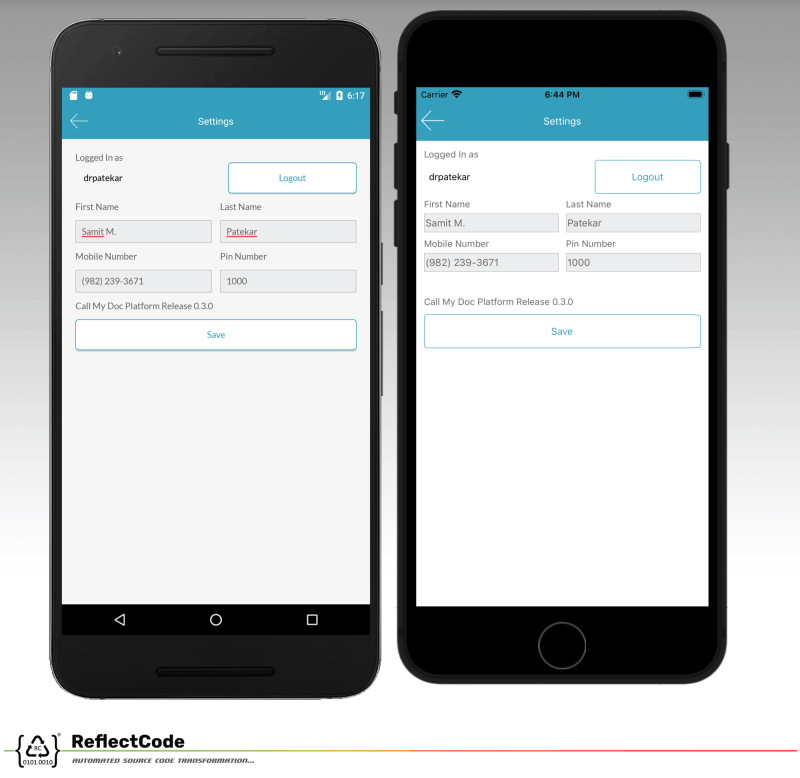 6:17
Settings
Logged In as
drpatekar
Logout
First Name
Last Name
Samit M.
Patekar
Mobile Number
Pin Number
(982) 239-3671
1000
Call My Doc Platform Release 0.3.0
Save
Carrier
6:44 PM
Settings
Logged In as
drpatekar
Logout
First Name
Last Name
Samit M.
Patekar
Mobile Number
Pin Number
(982) 239-3671
1000
Call My Doc Platform Release 0.3.0
Save
RC
0101 0010
®
ReflectCode
AUTOMATED SOURCE CODE TRANSFORMATION...